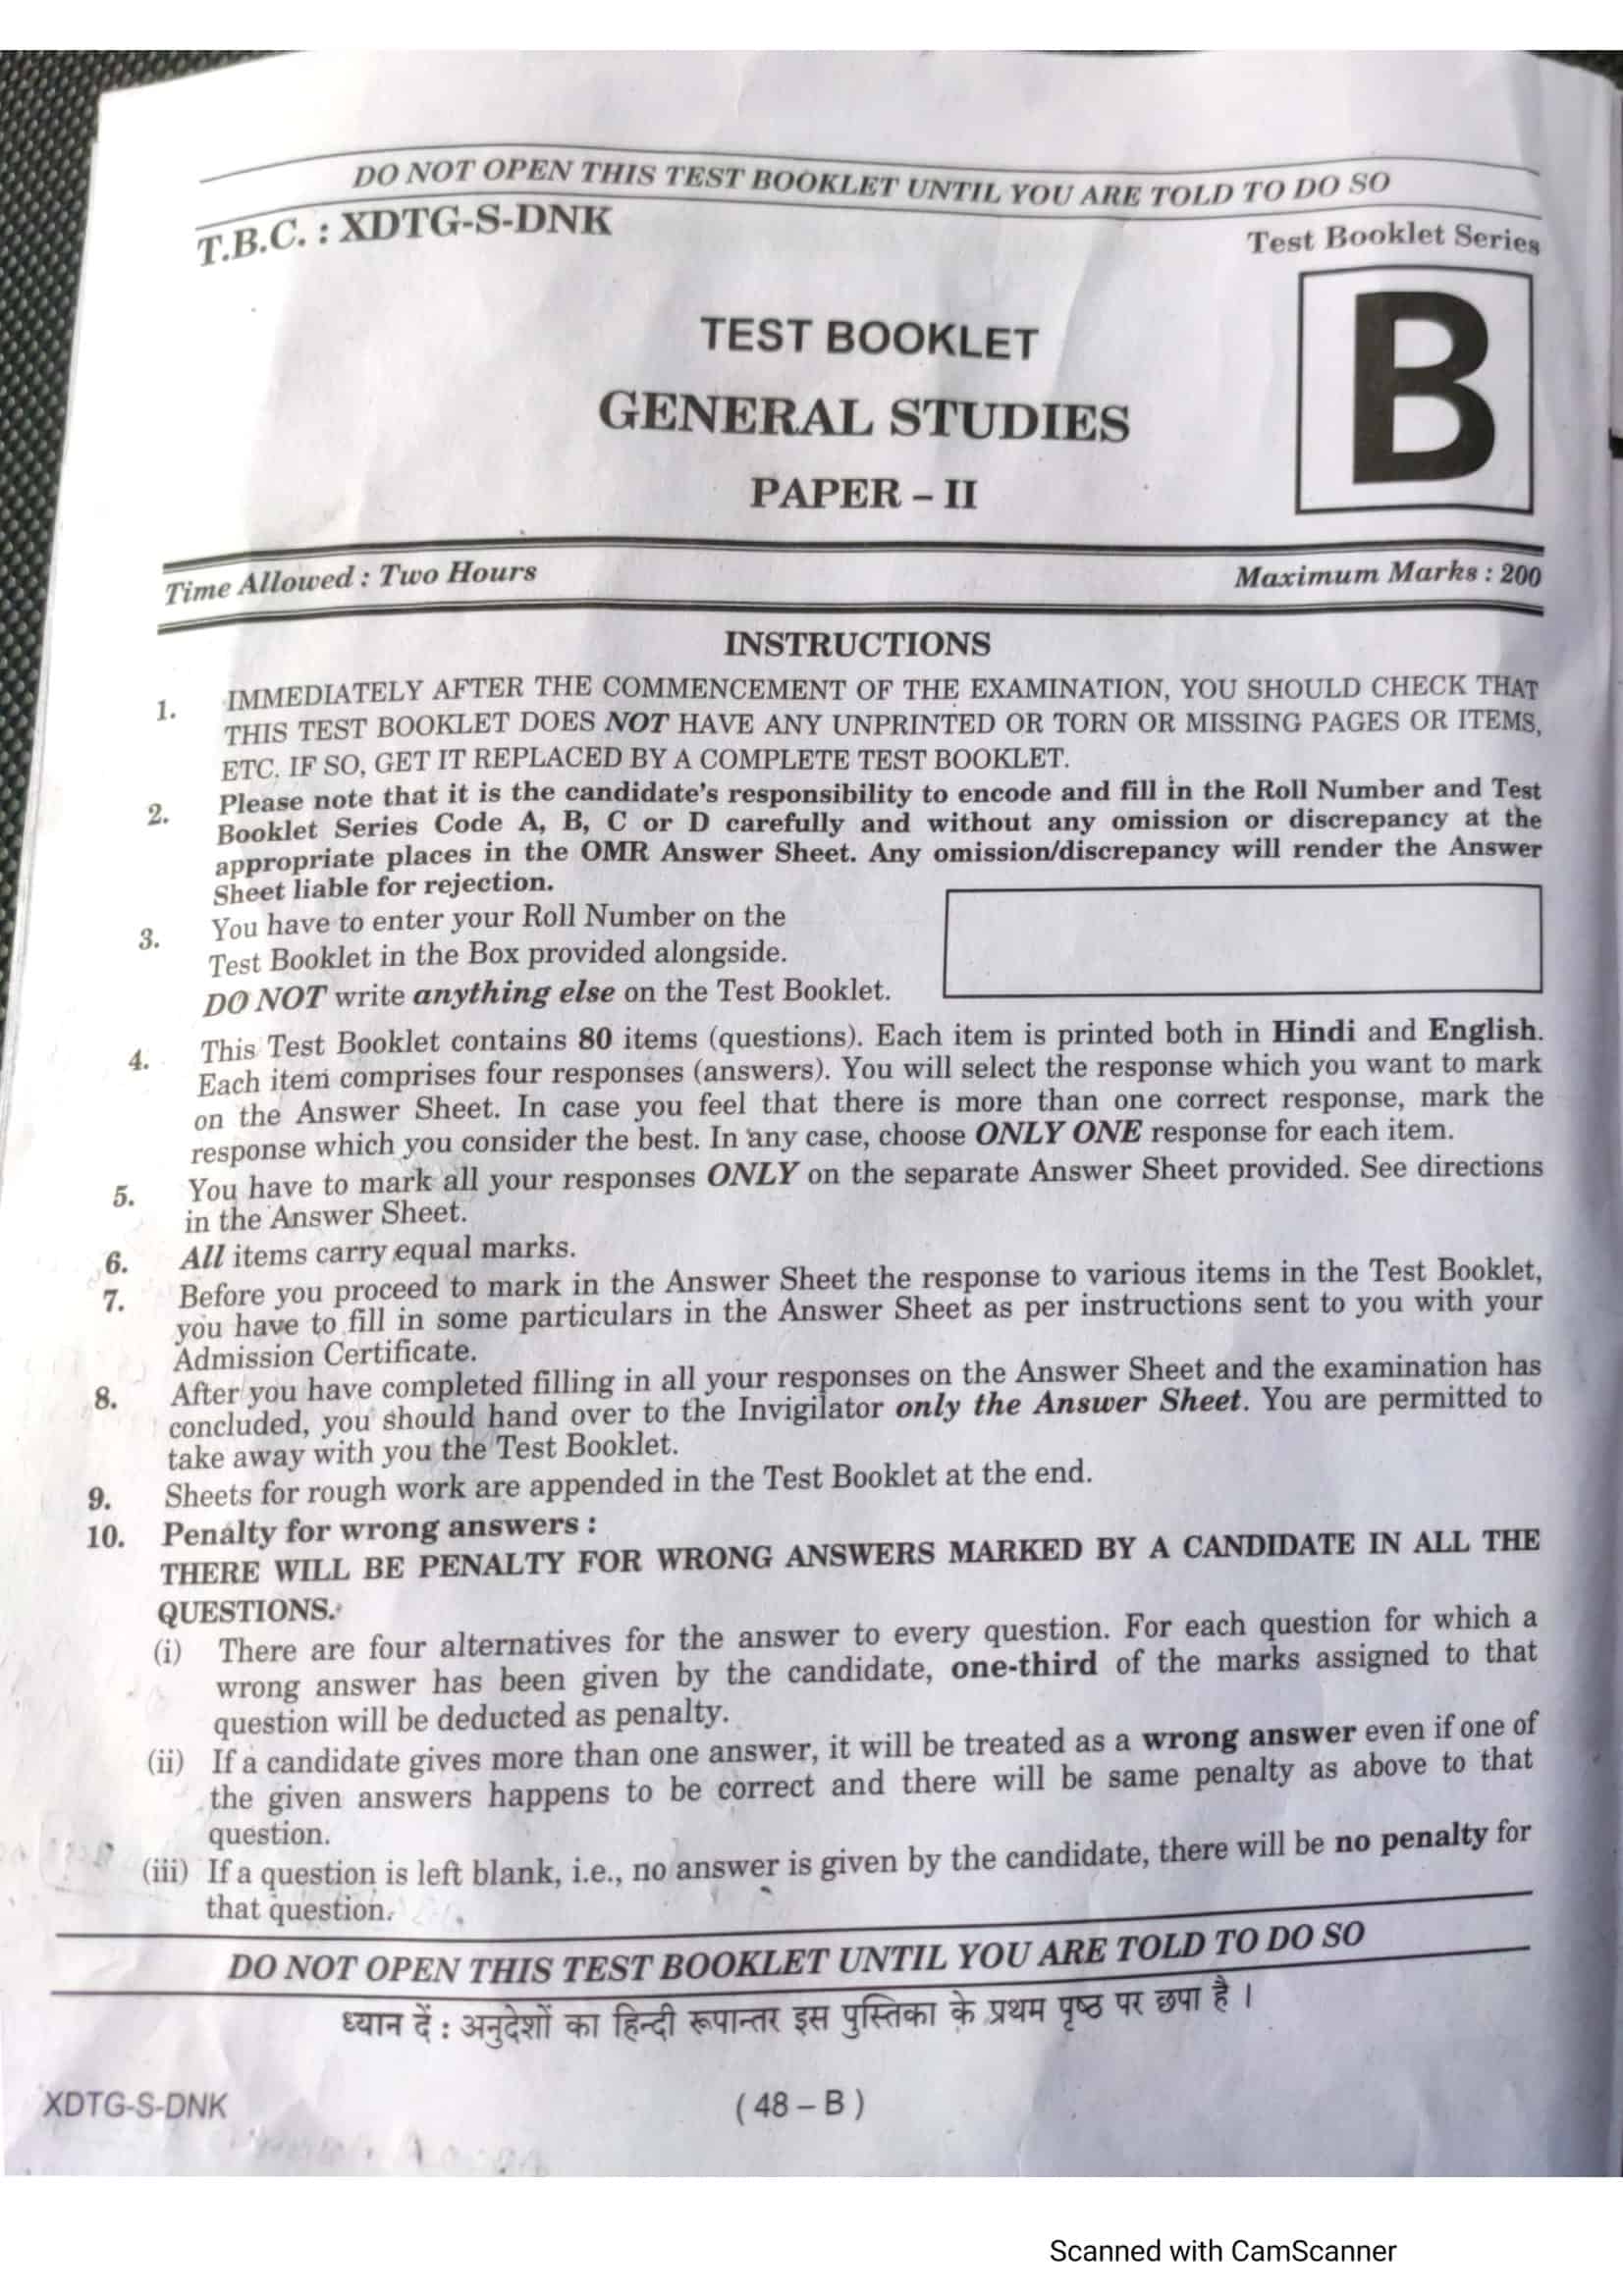 DO NOT OPEN THIS TEST BOOKLET UNTIL YOU ARE TOLD TO DO SO
T.B.C. : XDTG-S-DNK
Test Booklet Series
B
TEST BOOKLET
GENERAL STUDIES
PAPER – II
Time Allowed : Two Hours
Maximum Marks : 200
INSTRUCTIONS
1. IMMEDIATELY AFTER THE COMMENCEMENT OF THE EXAMINATION, YOU SHOULD CHECK THAT
THIS TEST BOOKLET DOES NOT HAVE ANY UNPRINTED OR TORN OR MISSING PAGES OR ITEMS,
ETC. IF SO, GET IT REPLACED BY A COMPLETE TEST BOOKLET.
2. Please note that it is the candidate's responsibility to encode and fill in the Roll Number and Test
Booklet Series Code A, B, C or D carefully and without any omission or discrepancy at the
appropriate places in the OMR Answer Sheet. Any omission/discrepancy will render the Answer
Sheet liable for rejection.
3. You have to enter your Roll Number on the
Test Booklet in the Box provided alongside.
DO NOT write anything else on the Test Booklet.
4. This Test Booklet contains 80 items (questions). Each item is printed both in Hindi and English.
Each item comprises four responses (answers). You will select the response which you want to mark
on the Answer Sheet. In case you feel that there is more than one correct response, mark the
response which you consider the best. In any case, choose ONLY ONE response for each item.
5. You have to mark all your responses ONLY on the separate Answer Sheet provided. See directions
in the Answer Sheet.
6. All items carry equal marks.
7. Before you proceed to mark in the Answer Sheet the response to various items in the Test Booklet,
you have to fill in some particulars in the Answer Sheet as per instructions sent to you with your
Admission Certificate.
8. After you have completed filling in all your responses on the Answer Sheet and the examination has
concluded, you should hand over to the Invigilator only the Answer Sheet. You are permitted to
take away with you the Test Booklet.
9. Sheets for rough work are appended in the Test Booklet at the end.
10. Penalty for wrong answers :
THERE WILL BE PENALTY FOR WRONG ANSWERS MARKED BY A CANDIDATE IN ALL THE
QUESTIONS.
(i) There are four alternatives for the answer to every question. For each question for which a
wrong answer has been given by the candidate, one-third of the marks assigned to that
question will be deducted as penalty.
(ii) If a candidate gives more than one answer, it will be treated as a wrong answer even if one of
the given answers happens to be correct and there will be same penalty as above to that
question.
(iii) If a question is left blank, i.e., no answer is given by the candidate, there will be no penalty for
that question.
DO NOT OPEN THIS TEST BOOKLET UNTIL YOU ARE TOLD TO DO SO
ध्यान दें : अनुदेशों का हिन्दी रूपान्तर इस पुस्तिका के प्रथम पृष्ठ पर छपा है ।
XDTG-S-DNK
( 48 – B )
Scanned with CamScanner